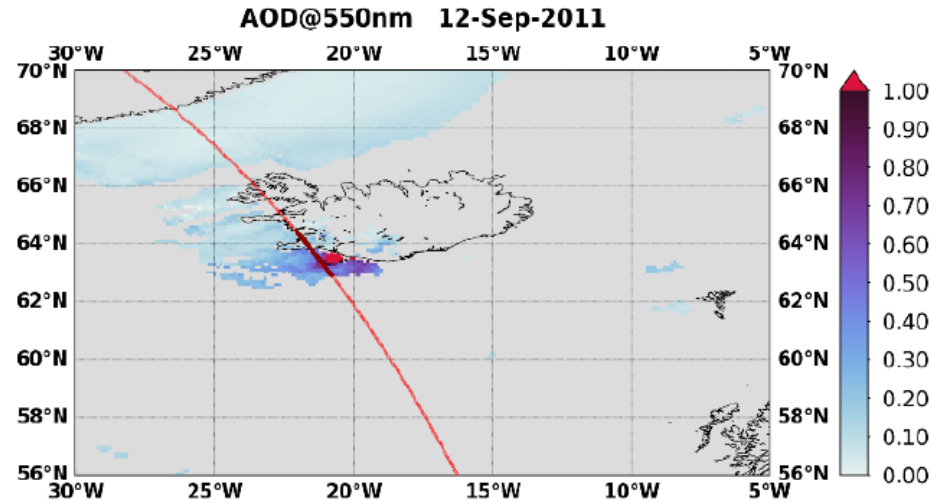 AOD@550nm 12-Sep-2011
30°W 25°W 20°W 15°W 10°W 5°W
70°N 70°N
68°N 68°N
66°N 66°N
64°N 64°N
62°N 62°N
60°N 60°N
58°N 58°N
56°N 56°N
30°W 25°W 20°W 15°W 10°W 5°W
1.00
0.90
0.80
0.70
0.60
0.50
0.40
0.30
0.20
0.10
0.00